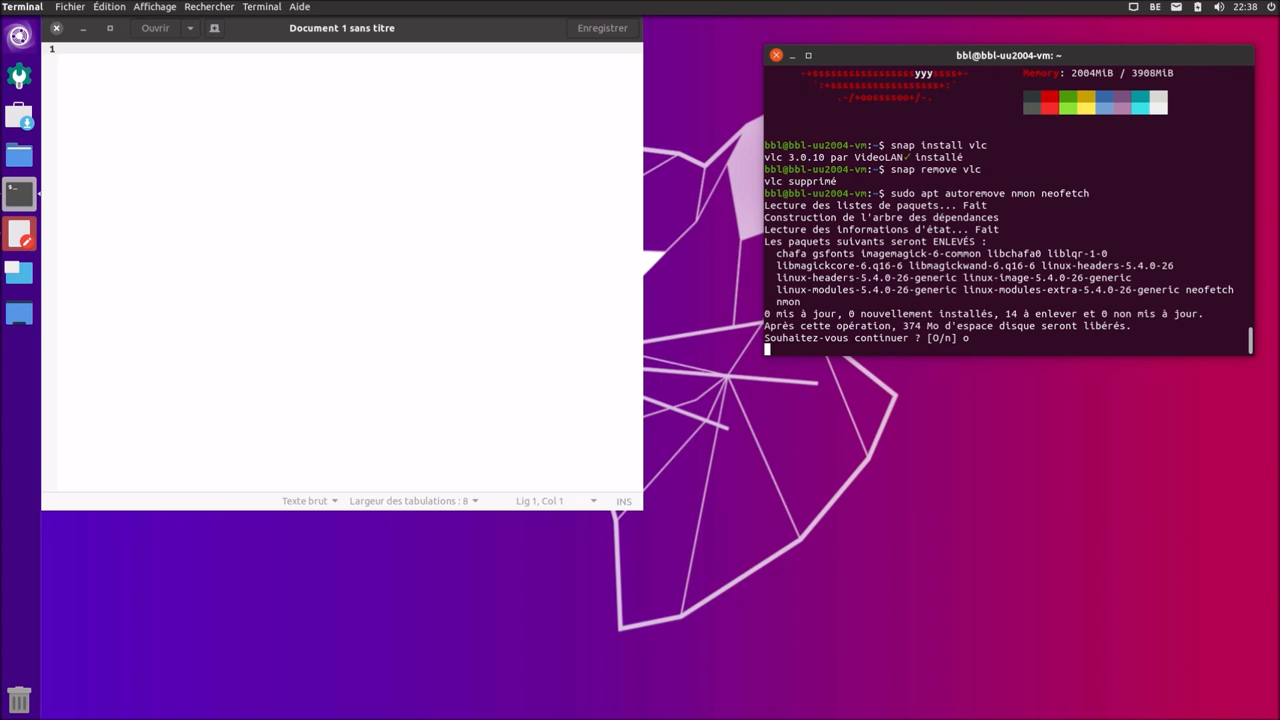 Terminal Fichier Édition Affichage Rechercher Terminal Aide BE 22:38
Ouvrir Document 1 sans titre Enregistrer
1
Texte brut Largeur des tabulations : 8 Lig 1, Col 1 INS
bbl@bbl-uu2004-vm: ~
-+sssssssssssssssssyyyssss+- Memory: 2004MiB / 3908MiB
`:+ssssssssssssssssss+:`
.-/+oossssoo+/-.
bbl@bbl-uu2004-vm:~$ snap install vlc
vlc 3.0.10 par VideoLAN✓ installé
bbl@bbl-uu2004-vm:~$ snap remove vlc
vlc supprimé
bbl@bbl-uu2004-vm:~$ sudo apt autoremove nmon neofetch
Lecture des listes de paquets... Fait
Construction de l'arbre des dépendances
Lecture des informations d'état... Fait
Les paquets suivants seront ENLEVÉS :
chafa gsfonts imagemagick-6-common libchafa0 liblqr-1-0
libmagickcore-6.q16-6 libmagickwand-6.q16-6 linux-headers-5.4.0-26
linux-headers-5.4.0-26-generic linux-image-5.4.0-26-generic
linux-modules-5.4.0-26-generic linux-modules-extra-5.4.0-26-generic neofetch
nmon
0 mis à jour, 0 nouvellement installés, 14 à enlever et 0 non mis à jour.
Après cette opération, 374 Mo d'espace disque seront libérés.
Souhaitez-vous continuer ? [O/n] o